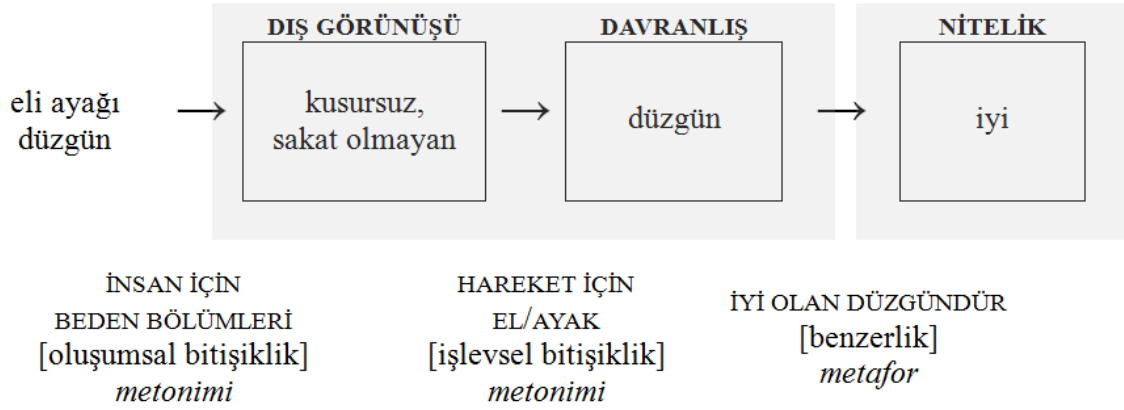 DIŞ GÖRÜNÜŞÜ
DAVRANLIŞ
NİTELİK
eli ayağı
düzgün
kusursuz,
sakat olmayan
düzgün
iyi
İNSAN İÇİN
BEDEN BÖLÜMLERİ
[oluşumsal bitişiklik]
metonimi
HAREKET İÇİN
EL/AYAK
[işlevsel bitişiklik]
metonimi
İYİ OLAN DÜZGÜNDÜR
[benzerlik]
metafor